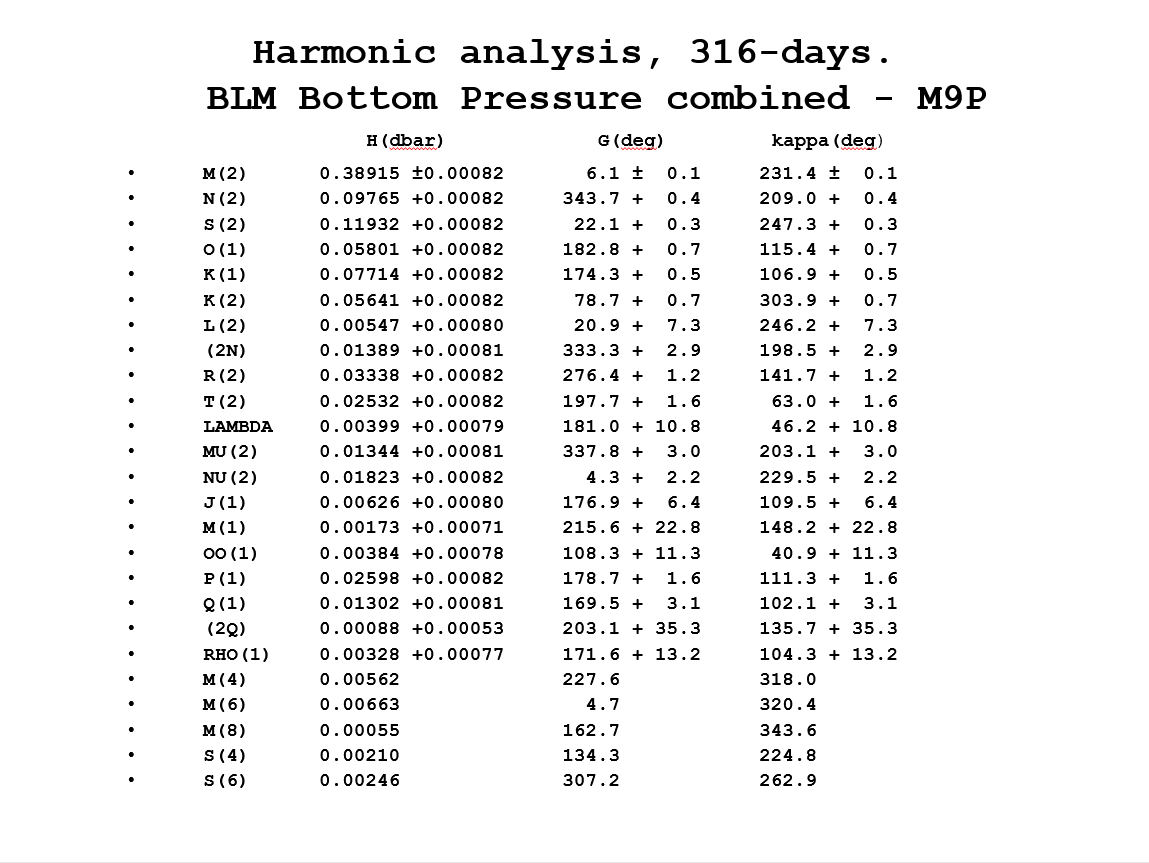 Harmonic analysis, 316-days.
BLM Bottom Pressure combined - M9P
H(dbar) G(deg) kappa(deg)
• M(2) 0.38915 ±0.00082 6.1 ± 0.1 231.4 ± 0.1
• N(2) 0.09765 +0.00082 343.7 + 0.4 209.0 + 0.4
• S(2) 0.11932 +0.00082 22.1 + 0.3 247.3 + 0.3
• O(1) 0.05801 +0.00082 182.8 + 0.7 115.4 + 0.7
• K(1) 0.07714 +0.00082 174.3 + 0.5 106.9 + 0.5
• K(2) 0.05641 +0.00082 78.7 + 0.7 303.9 + 0.7
• L(2) 0.00547 +0.00080 20.9 + 7.3 246.2 + 7.3
• (2N) 0.01389 +0.00081 333.3 + 2.9 198.5 + 2.9
• R(2) 0.03338 +0.00082 276.4 + 1.2 141.7 + 1.2
• T(2) 0.02532 +0.00082 197.7 + 1.6 63.0 + 1.6
• LAMBDA 0.00399 +0.00079 181.0 + 10.8 46.2 + 10.8
• MU(2) 0.01344 +0.00081 337.8 + 3.0 203.1 + 3.0
• NU(2) 0.01823 +0.00082 4.3 + 2.2 229.5 + 2.2
• J(1) 0.00626 +0.00080 176.9 + 6.4 109.5 + 6.4
• M(1) 0.00173 +0.00071 215.6 + 22.8 148.2 + 22.8
• OO(1) 0.00384 +0.00078 108.3 + 11.3 40.9 + 11.3
• P(1) 0.02598 +0.00082 178.7 + 1.6 111.3 + 1.6
• Q(1) 0.01302 +0.00081 169.5 + 3.1 102.1 + 3.1
• (2Q) 0.00088 +0.00053 203.1 + 35.3 135.7 + 35.3
• RHO(1) 0.00328 +0.00077 171.6 + 13.2 104.3 + 13.2
• M(4) 0.00562 227.6 318.0
• M(6) 0.00663 4.7 320.4
• M(8) 0.00055 162.7 343.6
• S(4) 0.00210 134.3 224.8
• S(6) 0.00246 307.2 262.9